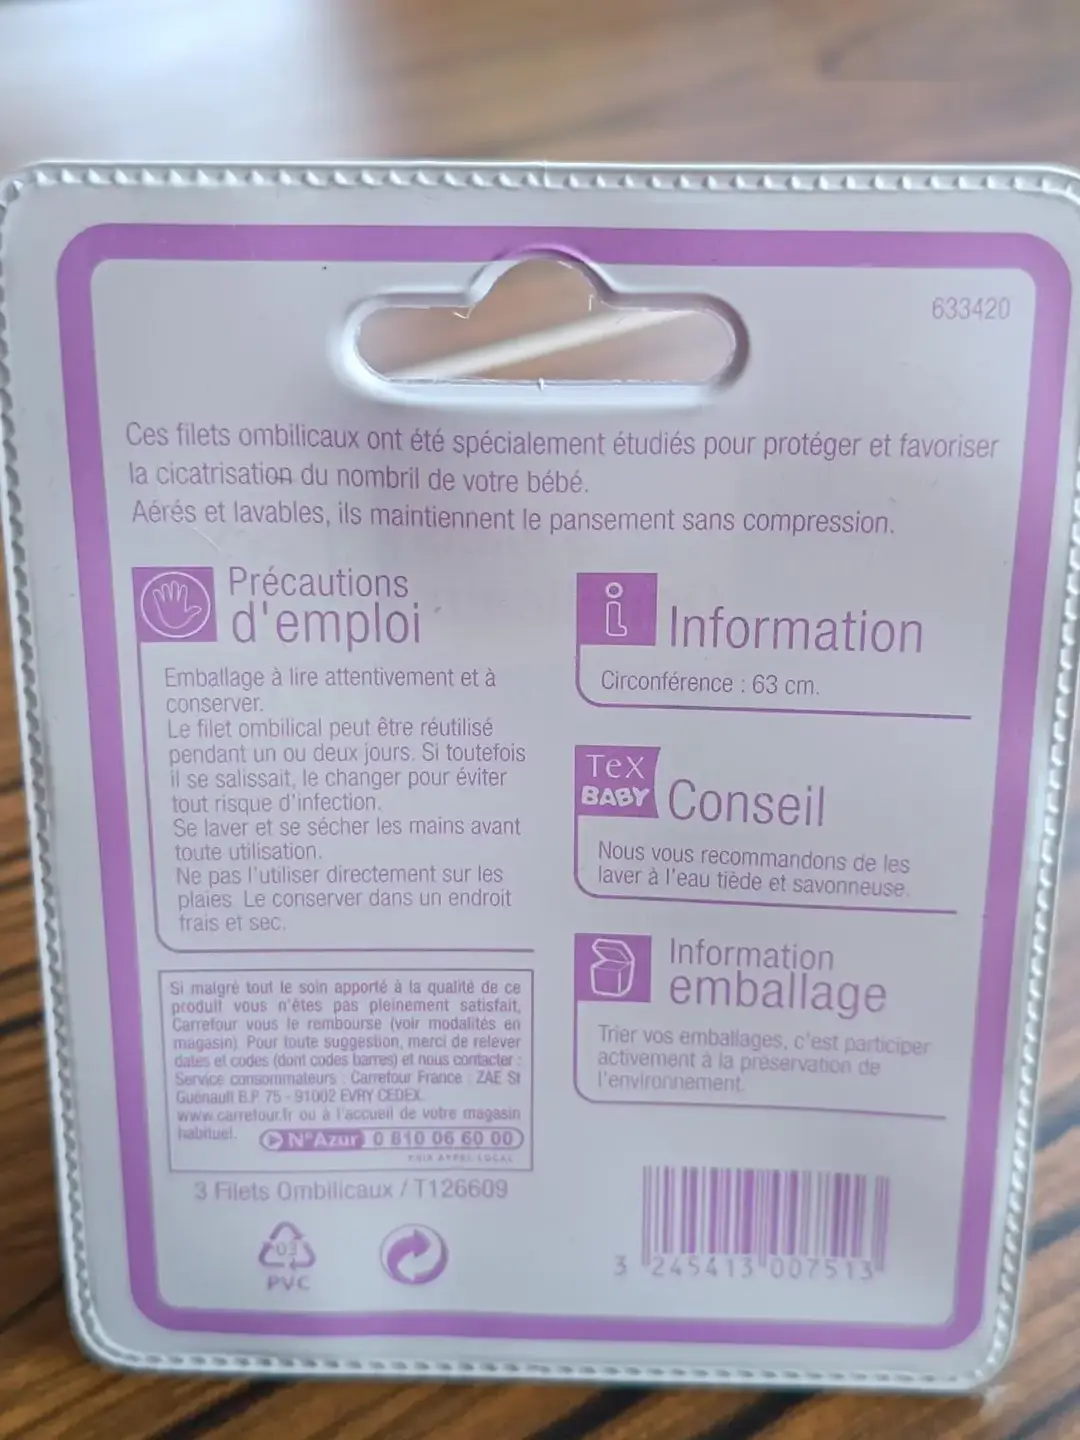 633420
Ces filets ombilicaux ont été spécialement étudiés pour protéger et favoriser
la cicatrisation du nombril de votre bébé.
Aérés et lavables, ils maintiennent le pansement sans compression.
Précautions
d'emploi
Emballage à lire attentivement et à
conserver.
Le filet ombilical peut être réutilisé
pendant un ou deux jours. Si toutefois
il se salissait, le changer pour éviter
tout risque d'infection.
Se laver et se sécher les mains avant
toute utilisation.
Ne pas l'utiliser directement sur les
plaies. Le conserver dans un endroit
frais et sec.
Si malgré tout le soin apporté à la qualité de ce
produit vous n'êtes pas pleinement satisfait,
Carrefour vous le rembourse (voir modalités en
magasin). Pour toute suggestion, merci de relever
dates et codes (dont codes barres) et nous contacter :
Service consommateurs : Carrefour France : ZAE St
Guénault B.P. 75 - 91002 EVRY CEDEX.
www.carrefour.fr ou à l'accueil de votre magasin
habituel.
N°Azur 0 810 06 60 00
PRIX APPEL LOCAL
3 Filets Ombilicaux / T126609
03
PVC
Information
Circonférence : 63 cm.
TeX
BABY
Conseil
Nous vous recommandons de les
laver à l'eau tiède et savonneuse.
Information
emballage
Trier vos emballages, c'est participer
activement à la préservation de
l'environnement.
3 245413 007513